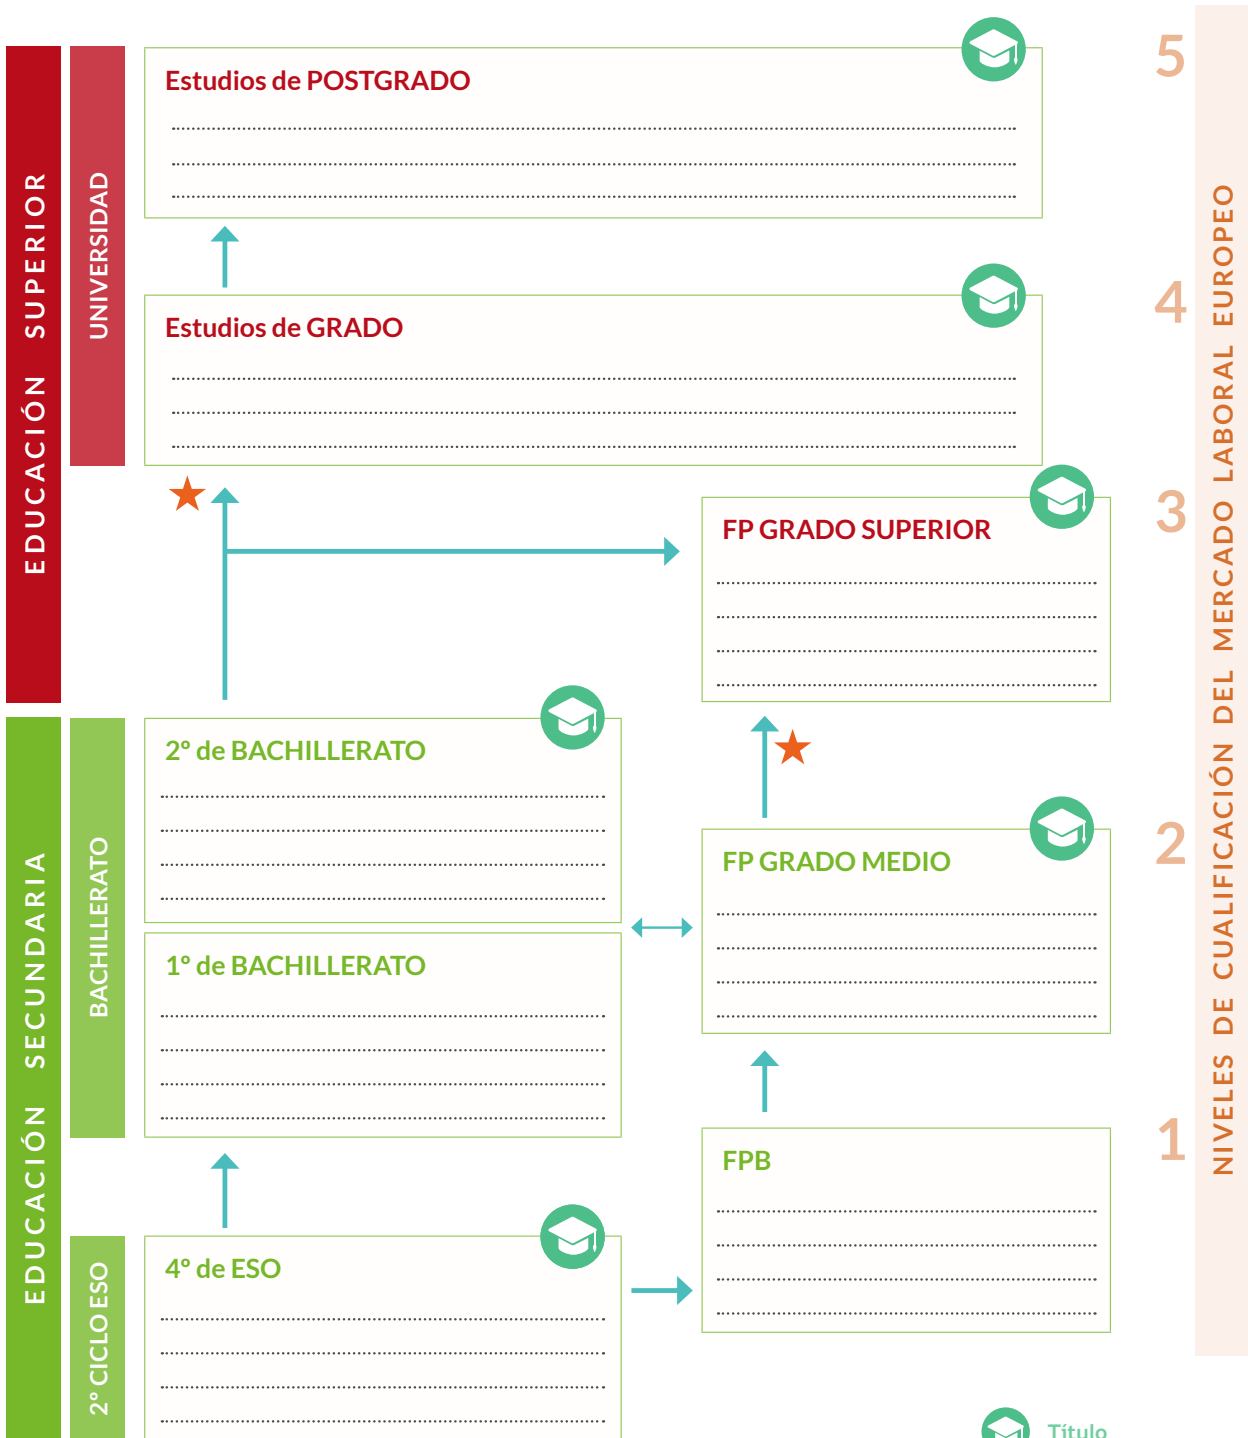 EDUCACIÓN SUPERIOR
UNIVERSIDAD
Estudios de POSTGRADO
5
Estudios de GRADO
4
FP GRADO SUPERIOR
3
EDUCACIÓN SECUNDARIA
BACHILLERATO
2º de BACHILLERATO
FP GRADO MEDIO
2
1º de BACHILLERATO
FPB
1
2º CICLO ESO
4º de ESO
NIVELES DE CUALIFICACIÓN DEL MERCADO LABORAL EUROPEO
Título